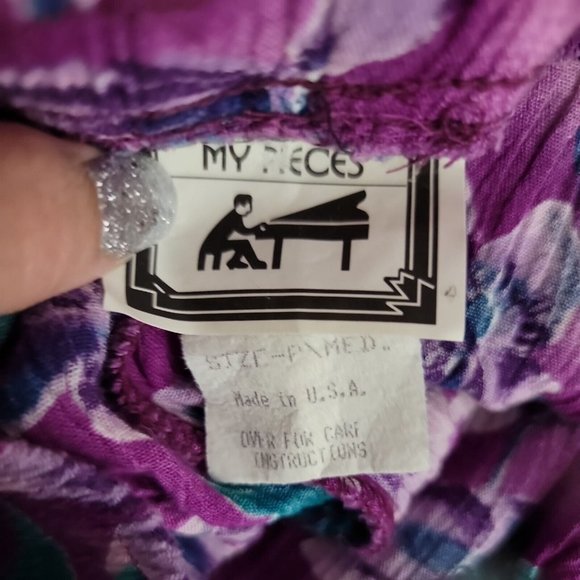 MY PIECES
SIZE-P\MED.
Made in U.S.A.
OVER FOR CARE
INSTRUCTIONS